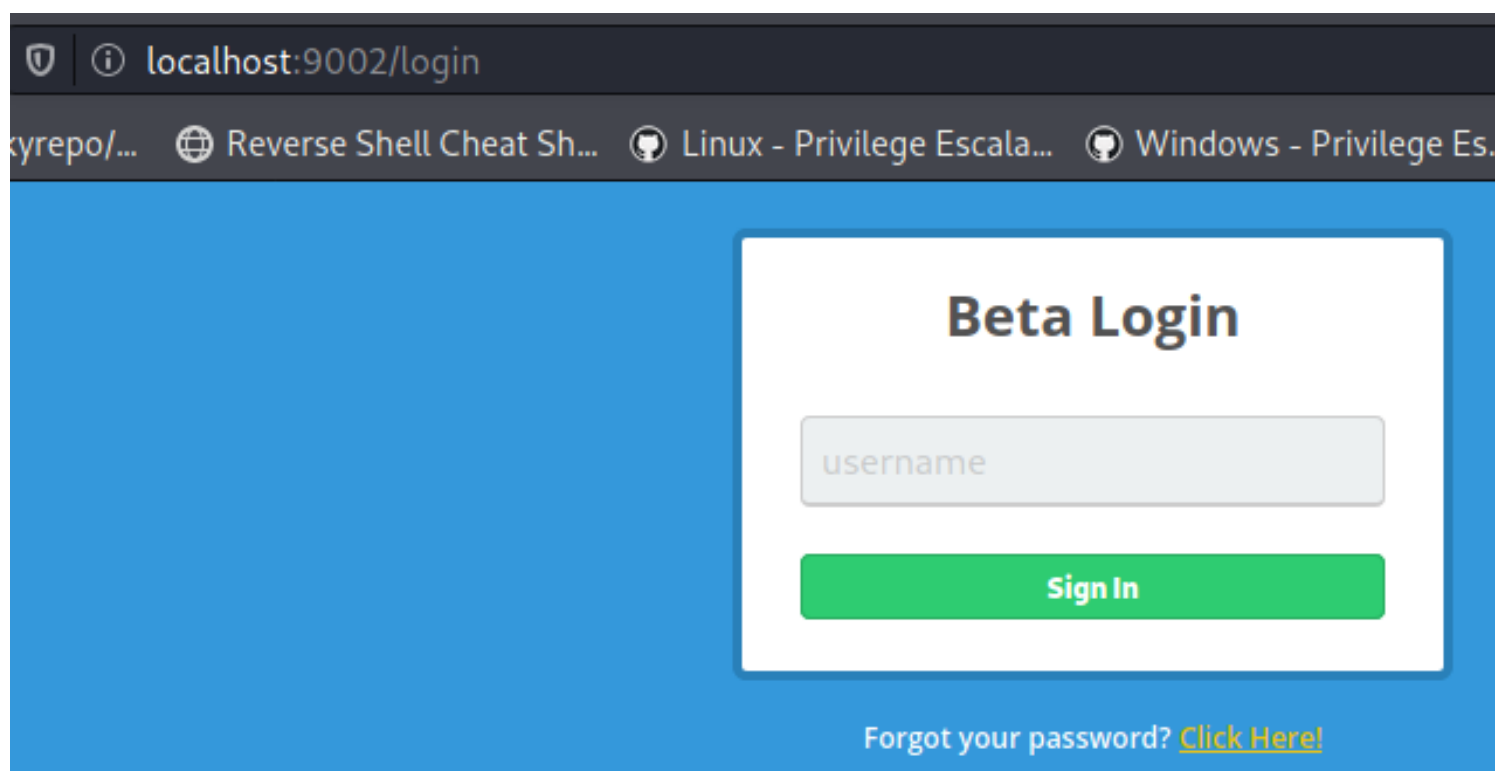 localhost:9002/login
kyrepo/... Reverse Shell Cheat Sh... Linux - Privilege Escala... Windows - Privilege Es.
Beta Login
username
Sign In
Forgot your password? Click Here!